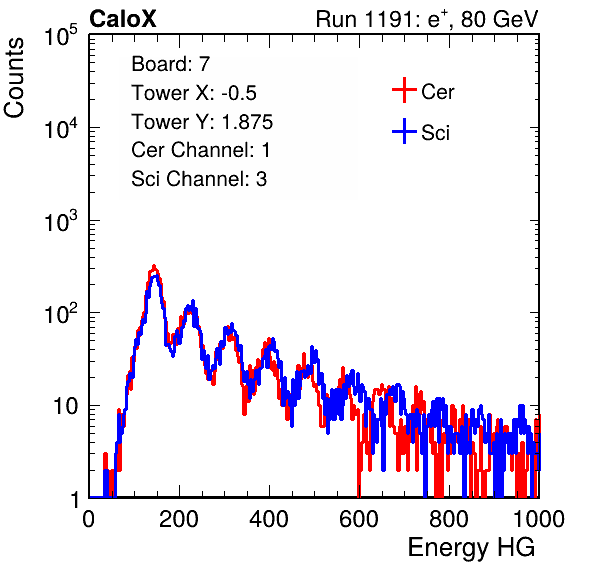 CaloX Run 1191: e⁺, 80 GeV
Counts
Board: 7
Tower X: -0.5
Tower Y: 1.875
Cer Channel: 1
Sci Channel: 3
Cer
Sci
10⁵
10⁴
10³
10²
10
1
0 200 400 600 800 1000
Energy HG